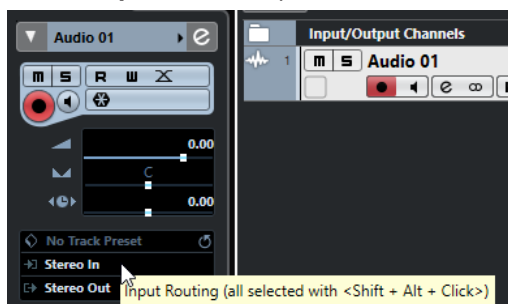 Audio 01
e
m S R W
0.00
C
0.00
No Track Preset
Stereo In
Stereo Out
Input/Output Channels
1 m S Audio 01
e
Input Routing (all selected with <Shift + Alt + Click>)